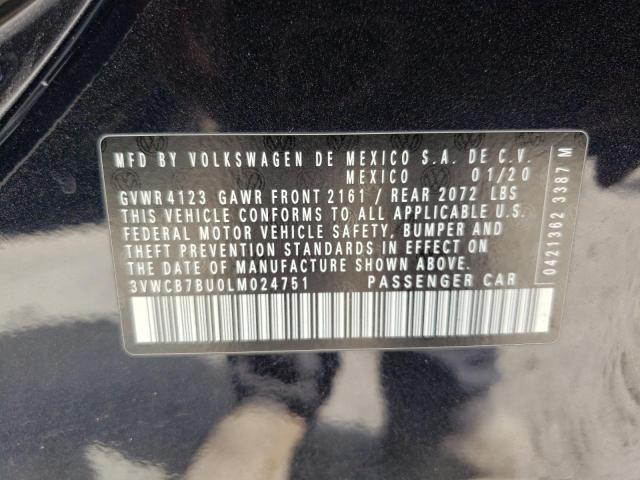 MFD BY VOLKSWAGEN DE MEXICO S.A. DE C.V.
MEXICO 01/20
GVWR 4123 GAWR FRONT 2161 / REAR 2072 LBS
THIS VEHICLE CONFORMS TO ALL APPLICABLE U.S.
FEDERAL MOTOR VEHICLE SAFETY, BUMPER AND
THEFT PREVENTION STANDARDS IN EFFECT ON
THE DATE OF MANUFACTURE SHOWN ABOVE.
3VWCB7BU0LM024751 PASSENGER CAR
0421362 3387 M